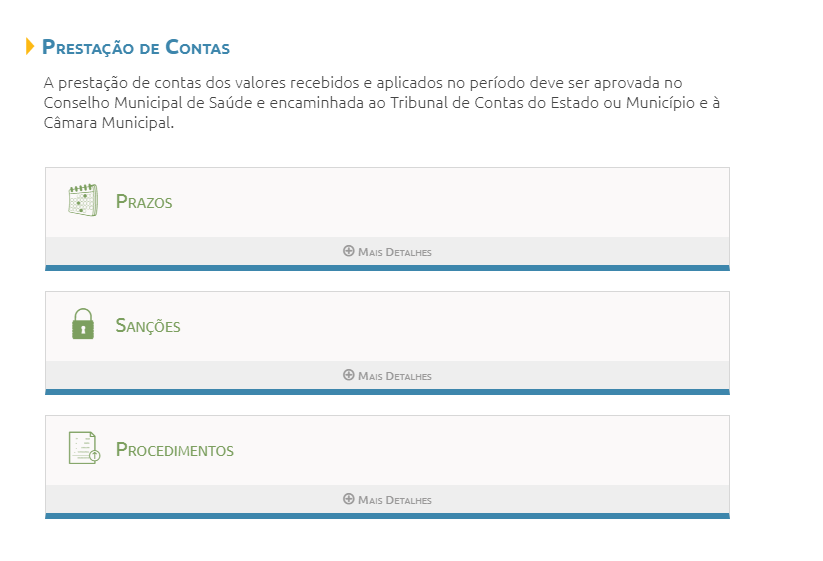 Prestação de Contas
A prestação de contas dos valores recebidos e aplicados no período deve ser aprovada no
Conselho Municipal de Saúde e encaminhada ao Tribunal de Contas do Estado ou Município e à
Câmara Municipal.
Prazos
Mais Detalhes
Sanções
Mais Detalhes
Procedimentos
Mais Detalhes